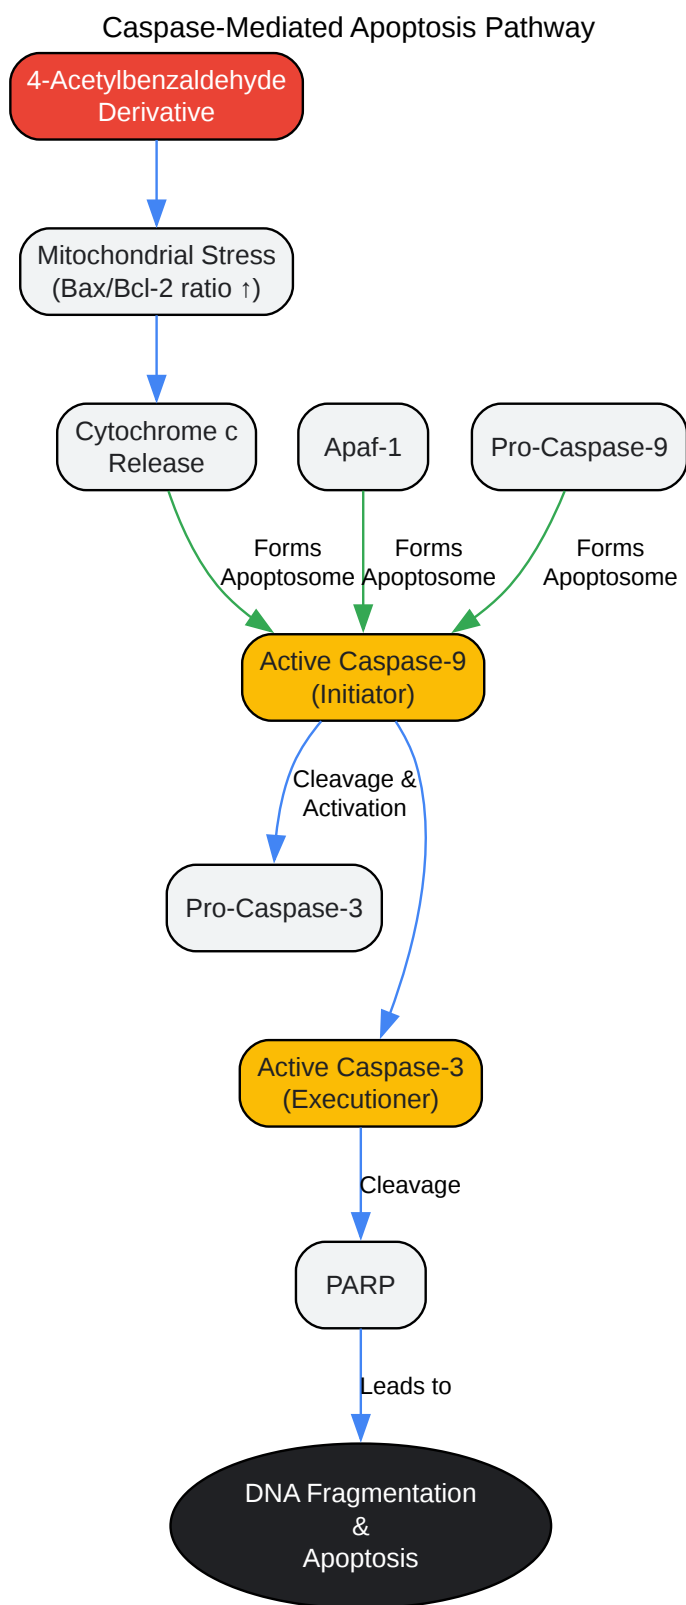 Caspase-Mediated Apoptosis Pathway
4-Acetylbenzaldehyde
Derivative
Mitochondrial Stress
(Bax/Bcl-2 ratio ↑)
Cytochrome c
Release
Apaf-1
Pro-Caspase-9
Forms
Apoptosome
Forms
Apoptosome
Forms
Apoptosome
Active Caspase-9
(Initiator)
Cleavage &
Activation
Pro-Caspase-3
Active Caspase-3
(Executioner)
Cleavage
PARP
Leads to
DNA Fragmentation
&
Apoptosis